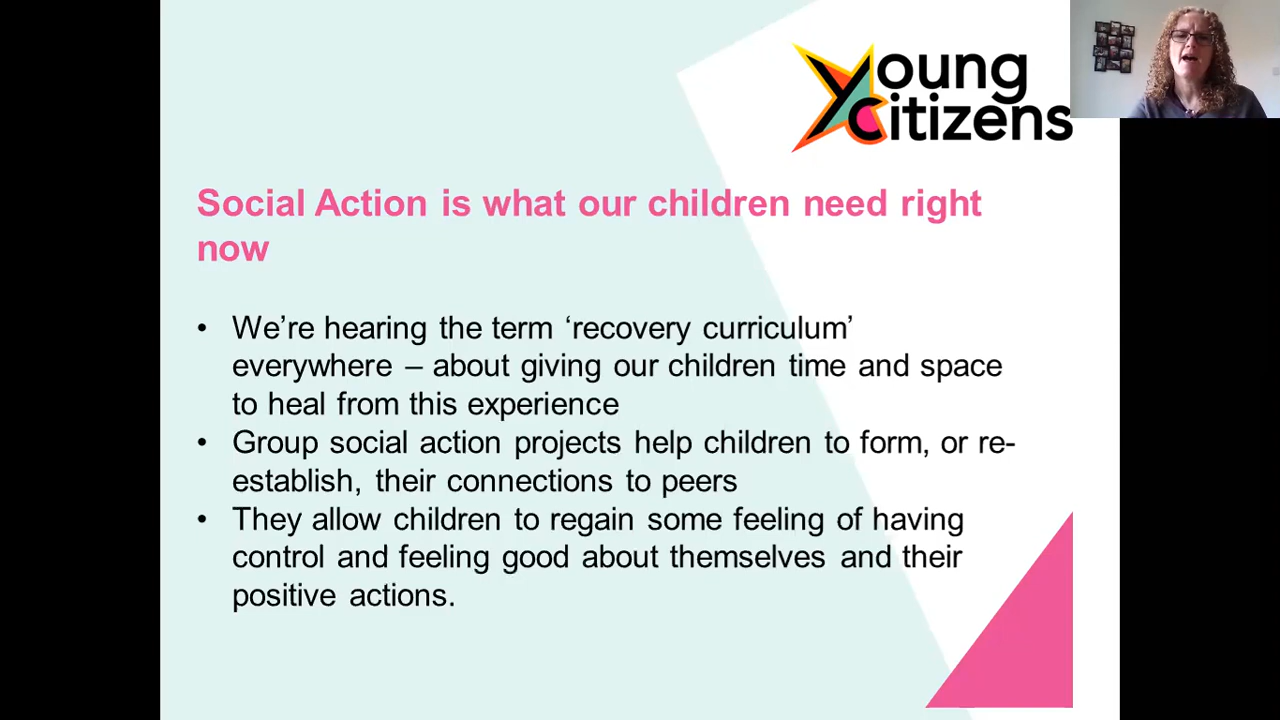 Young
Citizens
Social Action is what our children need right
now
• We’re hearing the term ‘recovery curriculum’
everywhere – about giving our children time and space
to heal from this experience
• Group social action projects help children to form, or re-
establish, their connections to peers
• They allow children to regain some feeling of having
control and feeling good about themselves and their
positive actions.